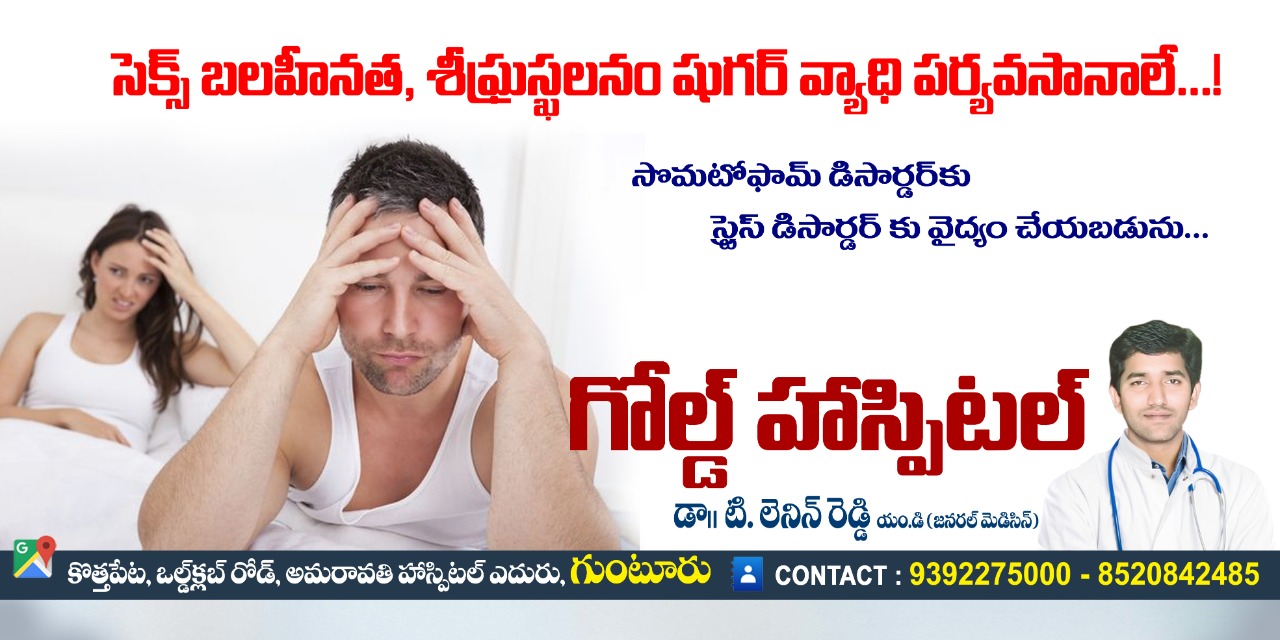 సెక్స్ బలహీనత, శీఘ్రస్ఖలనం షుగర్ వ్యాధి పర్యవసానాలే...!
సొమటోఫామ్ డిసార్డర్‌కు
స్ట్రెస్ డిసార్డర్ కు వైద్యం చేయబడును...
గోల్డ్ హాస్పిటల్
డా॥ టి. లెనిన్ రెడ్డి యం.డి (జనరల్ మెడిసిన్)
G
కొత్తపేట, ఒల్డ్‌క్లబ్ రోడ్, అమరావతి హాస్పిటల్ ఎదురు, గుంటూరు CONTACT : 9392275000 - 8520842485